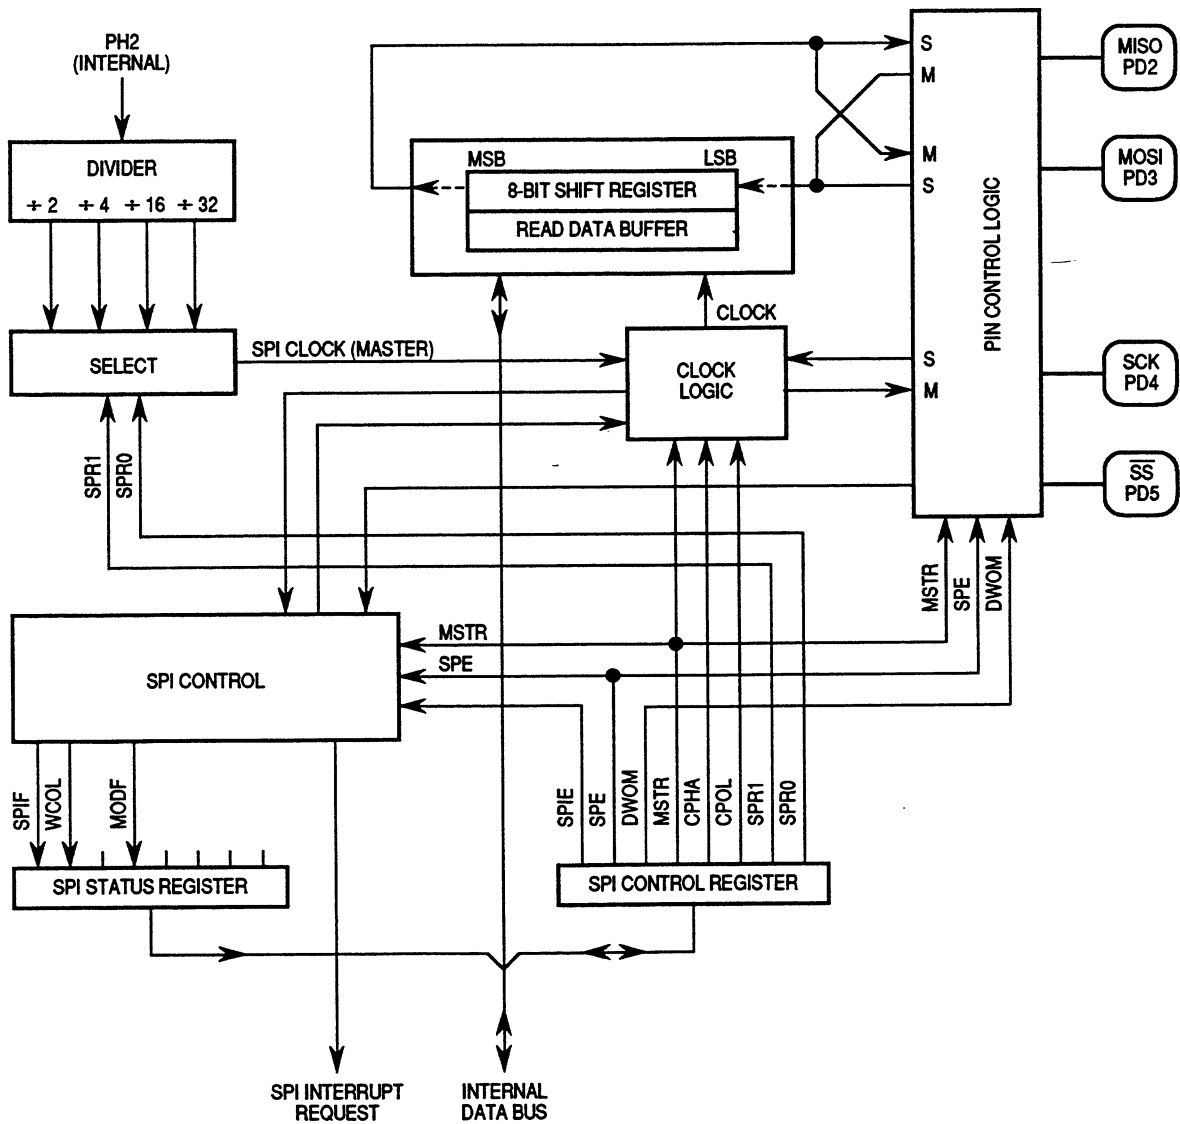 PH2
(INTERNAL)
DIVIDER
÷ 2 ÷ 4 ÷ 16 ÷ 32
SELECT
SPR1
SPR0
SPI CLOCK (MASTER)
MSB
LSB
8-BIT SHIFT REGISTER
READ DATA BUFFER
CLOCK
CLOCK
LOGIC
S
M
M
S
S
M
PIN CONTROL LOGIC
MISO
PD2
MOSI
PD3
SCK
PD4
SS
PD5
MSTR
SPE
DWOM
MSTR
SPE
SPI CONTROL
SPIF
WCOL
MODF
SPI STATUS REGISTER
SPIE
SPE
DWOM
MSTR
CPHA
CPOL
SPR1
SPR0
SPI CONTROL REGISTER
SPI INTERRUPT
REQUEST
INTERNAL
DATA BUS